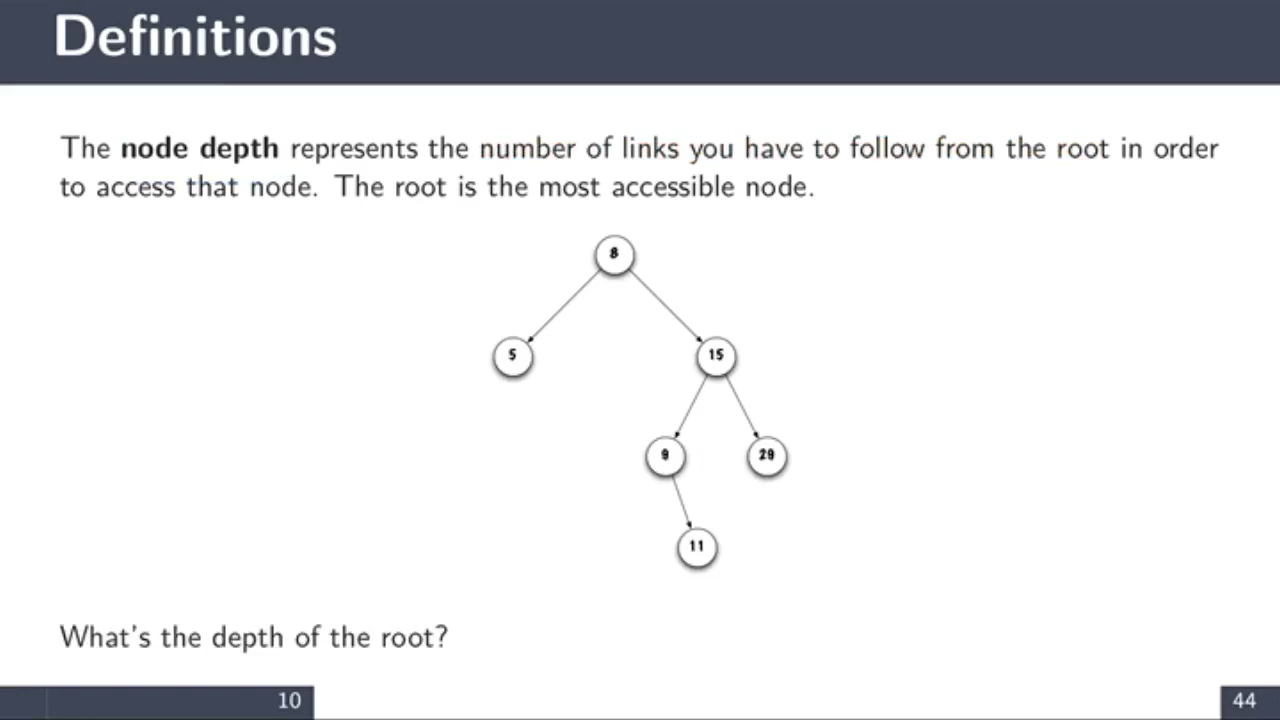 Definitions
The node depth represents the number of links you have to follow from the root in order
to access that node. The root is the most accessible node.
8
5
15
9
29
11
What's the depth of the root?
10
44